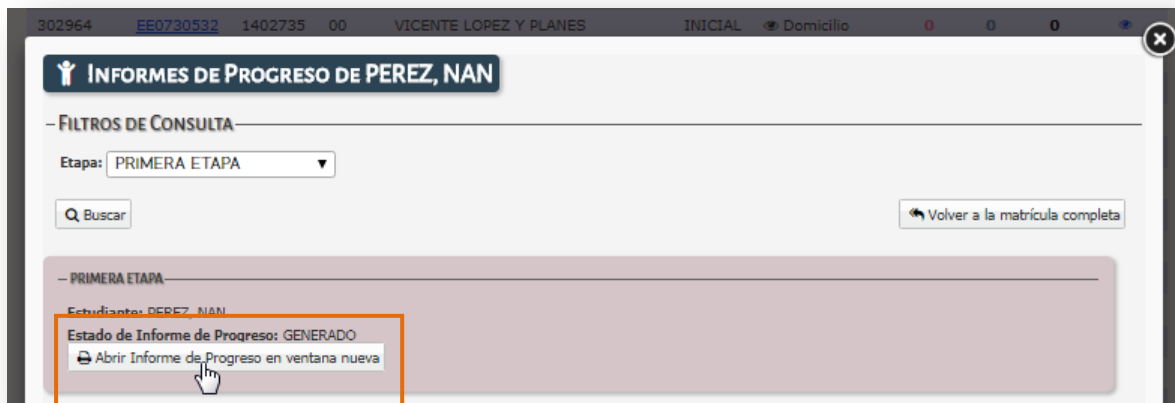 302964 EE0730532 1402735 00 VICENTE LOPEZ Y PLANES INICIAL Domicilio 0 0 0
INFORMES DE PROGRESO DE PEREZ, NAN
FILTROS DE CONSULTA
Etapa: PRIMERA ETAPA
Buscar Volver a la matrícula completa
PRIMERA ETAPA
Estudiante: PEREZ, NAN
Estado de Informe de Progreso: GENERADO
Abrir Informe de Progreso en ventana nueva